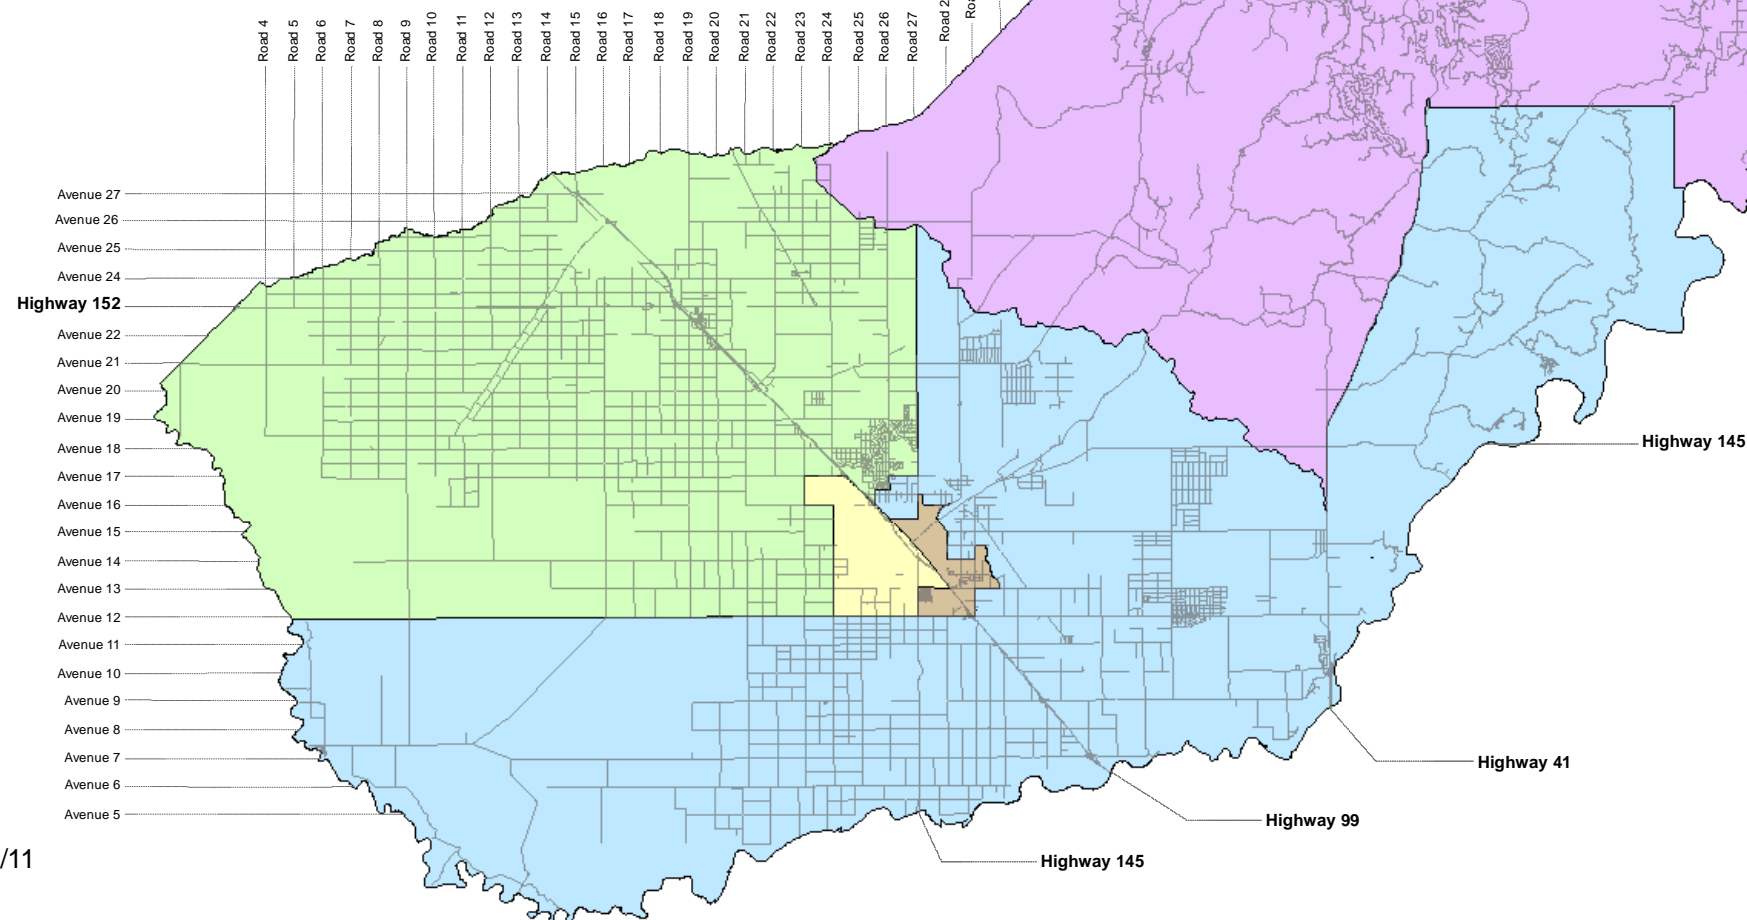 Road 4
Road 5
Road 6
Road 7
Road 8
Road 9
Road 10
Road 11
Road 12
Road 13
Road 14
Road 15
Road 16
Road 17
Road 18
Road 19
Road 20
Road 21
Road 22
Road 23
Road 24
Road 25
Road 26
Road 27
Road 2
Roa
Avenue 27
Avenue 26
Avenue 25
Avenue 24
Highway 152
Avenue 22
Avenue 21
Avenue 20
Avenue 19
Avenue 18
Avenue 17
Avenue 16
Avenue 15
Avenue 14
Avenue 13
Avenue 12
Avenue 11
Avenue 10
Avenue 9
Avenue 8
Avenue 7
Avenue 6
Avenue 5
Highway 145
Highway 41
Highway 99
Highway 145
/11